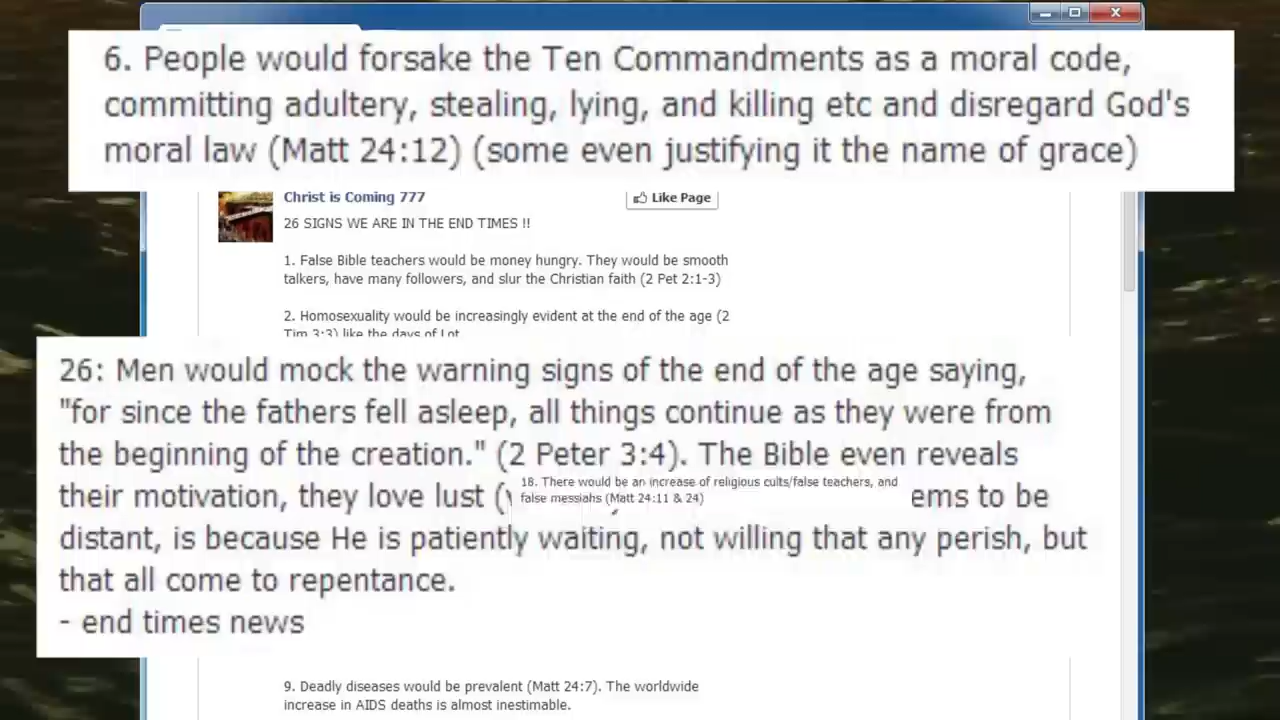 6. People would forsake the Ten Commandments as a moral code,
committing adultery, stealing, lying, and killing etc and disregard God's
moral law (Matt 24:12) (some even justifying it the name of grace)
Christ is Coming 777
Like Page
26 SIGNS WE ARE IN THE END TIMES !!
1. False Bible teachers would be money hungry. They would be smooth
talkers, have many followers, and slur the Christian faith (2 Pet 2:1-3)
2. Homosexuality would be increasingly evident at the end of the age (2
Tim 3:3) like the days of Lot
26: Men would mock the warning signs of the end of the age saying,
"for since the fathers fell asleep, all things continue as they were from
the beginning of the creation." (2 Peter 3:4). The Bible even reveals
their motivation, they love lust ( ems to be
18. There would be an increase of religious cults/false teachers, and
false messiahs (Matt 24:11 & 24)
distant, is because He is patiently waiting, not willing that any perish, but
that all come to repentance.
- end times news
9. Deadly diseases would be prevalent (Matt 24:7). The worldwide
increase in AIDS deaths is almost inestimable.